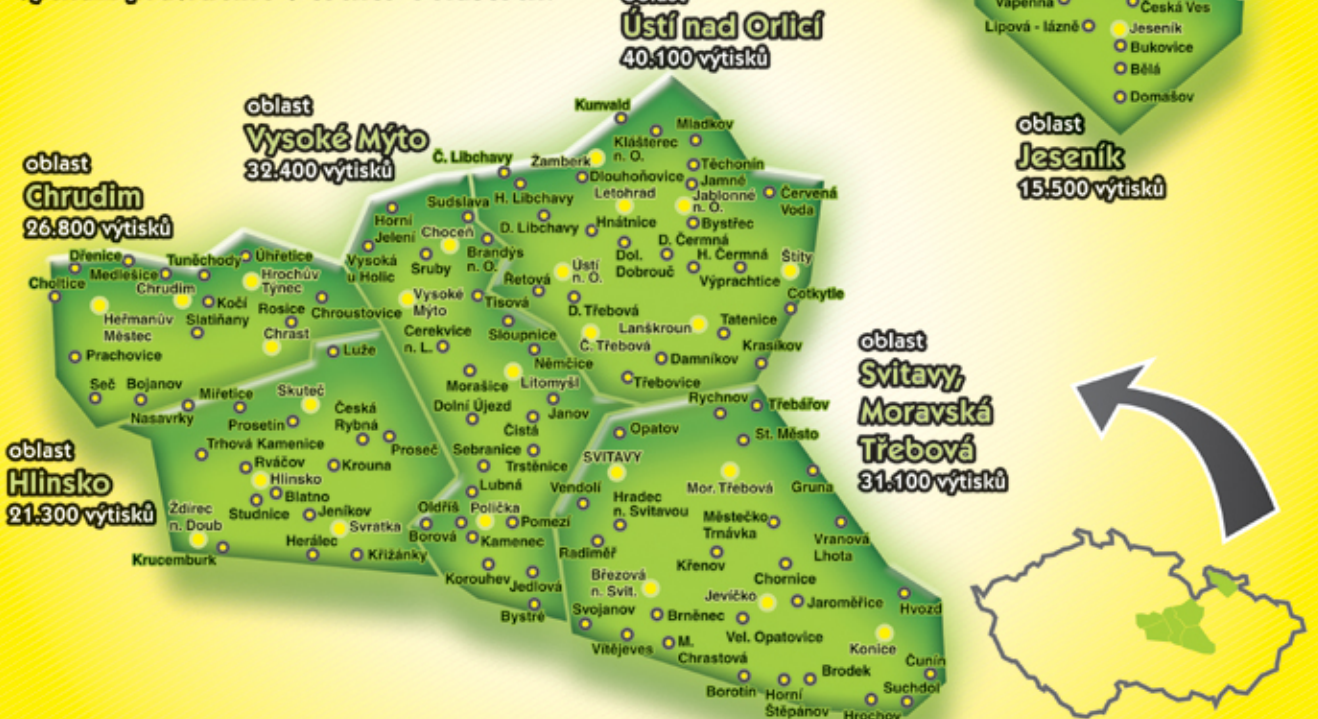 oblast
Ústí nad Orlicí
40.100 výtisků
Vápenná
Česká Ves
Lipová - lázně
Jeseník
Bukovice
Bělá
Domašov
oblast
Jeseník
15.500 výtisků
oblast
Vysoké Mýto
32.400 výtisků
oblast
Chrudim
26.800 výtisků
Kunvald
Mladkov
Klášterec
n. O.
Č. Libchavy
Žamberk
Těchonín
Dlouhoňovice
Jamné
Letohrad
Jablonné
n. O.
Červená
Voda
Sudslava
H. Libchavy
Horní
Jelení
Choceň
D. Libchavy
Hnátnice
Bystřec
D. Čermná
Vysoká
u Holic
Sruby
Brandýs
n. O.
Dol.
Dobrouč
H. Čermná
Štíty
Řetová
Ústí
n. O.
Výprachtice
Cotkytle
Dřenice
Tuněchody
Úhřetice
Medlešice
Choltice
Chrudim
Hrochův
Týnec
Kočí
Rosice
Chroustovice
Heřmanův
Městec
Slatiňany
Chrast
Prachovice
Luže
Vysoké
Mýto
Tisová
D. Třebová
Cerekvice
n. L.
Sloupnice
Č. Třebová
Lanškroun
Tatenice
Krasíkov
Němčice
Damníkov
Morašice
Litomyšl
Třebovice
Seč
Bojanov
Miřetice
Skuteč
Nasavrky
Prosetín
Česká
Rybná
Dolní Újezd
Janov
Čistá
Rychnov
Třebářov
Opatov
St. Město
oblast
Svitavy,
Moravská
Třebová
31.100 výtisků
Trhová Kamenice
Proseč
Sebranice
Trstěnice
SVITAVY
Rváčov
Krouna
Hlinsko
Lubná
Vendolí
Mor. Třebová
Gruna
oblast
Hlinsko
21.300 výtisků
Blatno
Studnice
Jeníkov
Oldříš
Polička
Hradec
n. Svitavou
Ždírec
n. Doub
Svratka
Borová
Pomezí
Kamenec
Městečko
Trnávka
Vranová
Lhota
Herálec
Křižánky
Radiměř
Krucemburk
Křenov
Korouhev
Jedlová
Březová
n. Svit.
Chornice
Bystré
Jevíčko
Jaroměřice
Hvozd
Svojanov
Brněnec
Vel. Opatovice
Konice
Vítějeves
M.
Chrastová
Čunín
Brodek
Borotín
Horní
Štěpánov
Suchdol
Hrochov